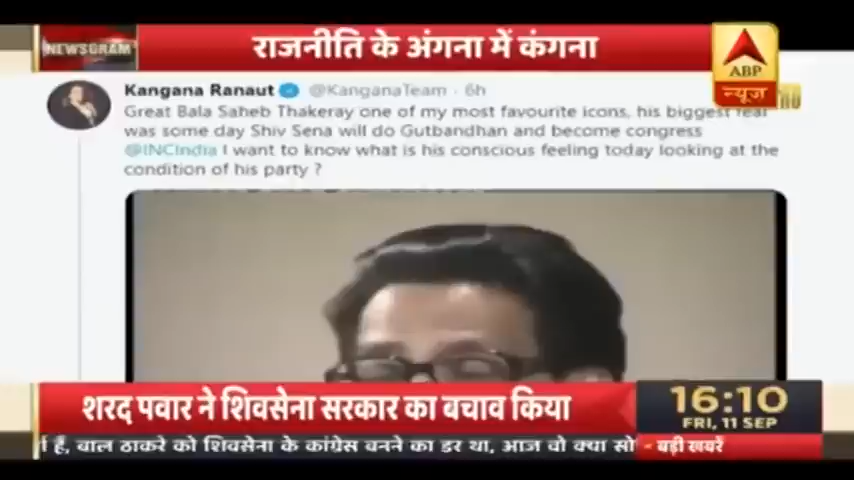 NEWSGRAM
राजनीति के अंगना में कंगना
ABP
न्यूज़
Kangana Ranaut @KanganaTeam · 6h
Great Bala Saheb Thakeray one of my most favourite icons, his biggest fear
was some day Shiv Sena will do Gutbandhan and become congress
@INCIndia I want to know what is his conscious feeling today looking at the
condition of his party ?
शरद पवार ने शिवसेना सरकार का बचाव किया
16:10
FRI, 11 SEP
हैं, बाल ठाकरे को शिवसेना के कांग्रेस बनने का डर था, आज वो क्या सो
बड़ी खबरें